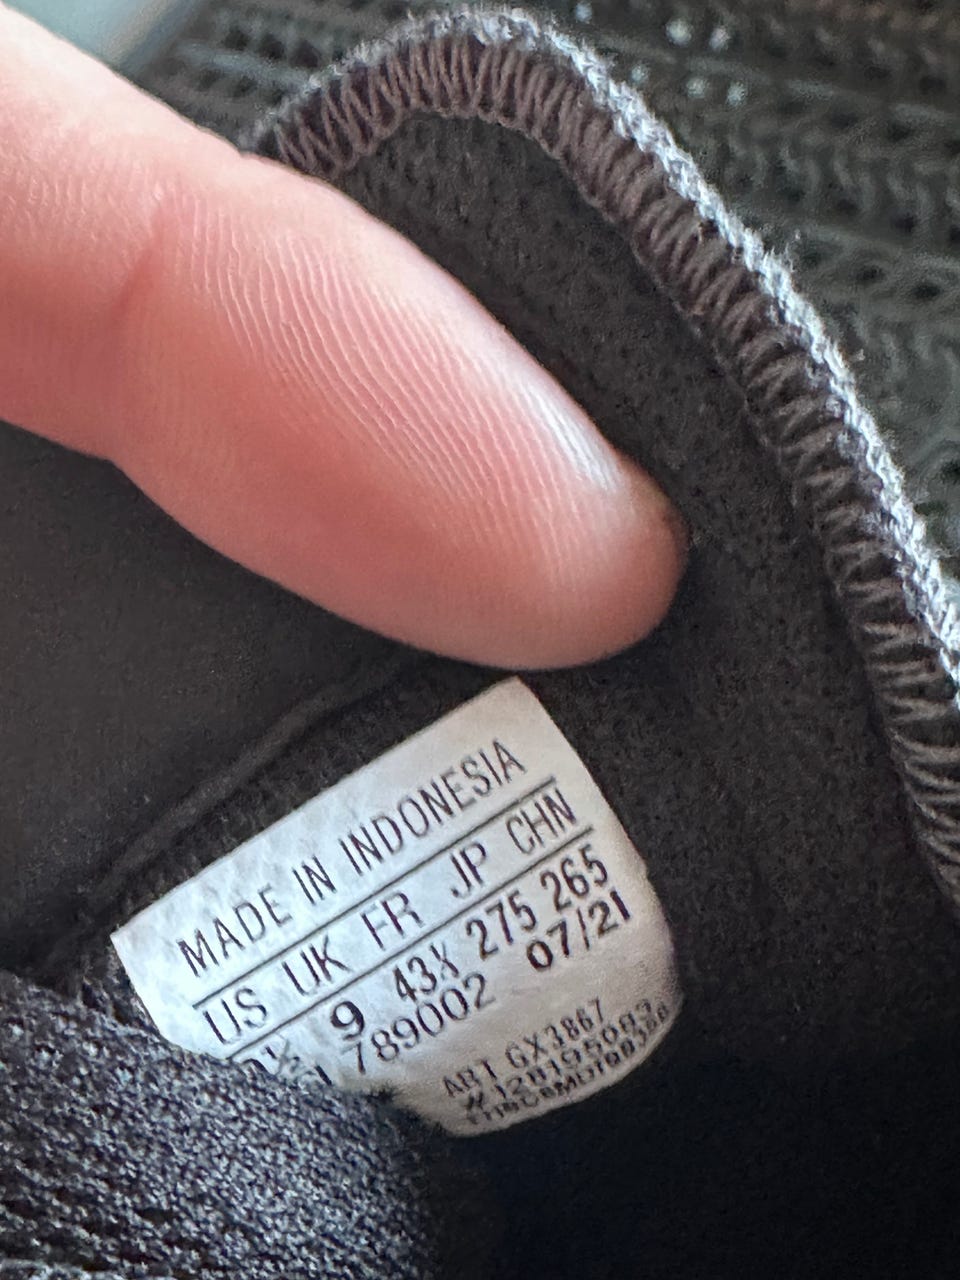 MADE IN INDONESIA
US UK FR JP CHN
9 43⅓ 275 265
789002 07/21
ART GX3867